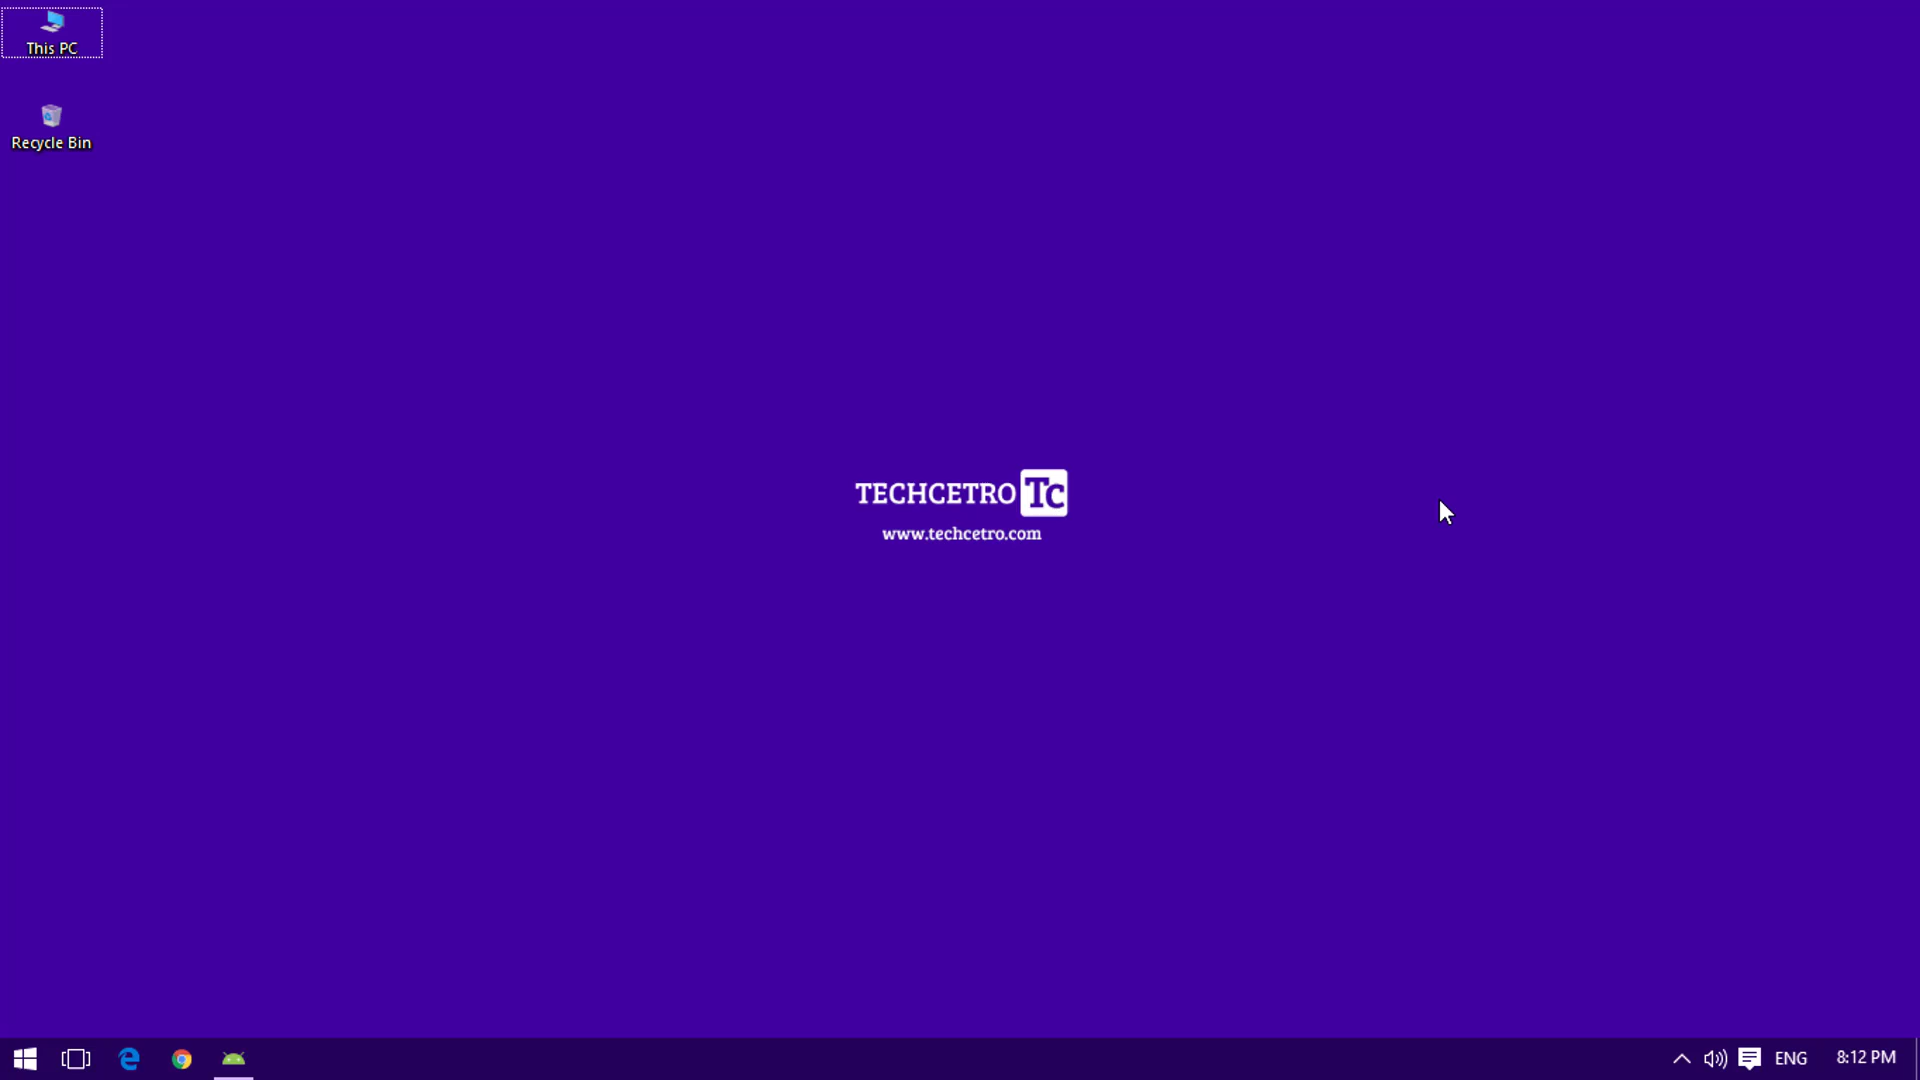 This PC
Recycle Bin
TECHCETRO Tc
www.techcetro.com
ENG
8:12 PM